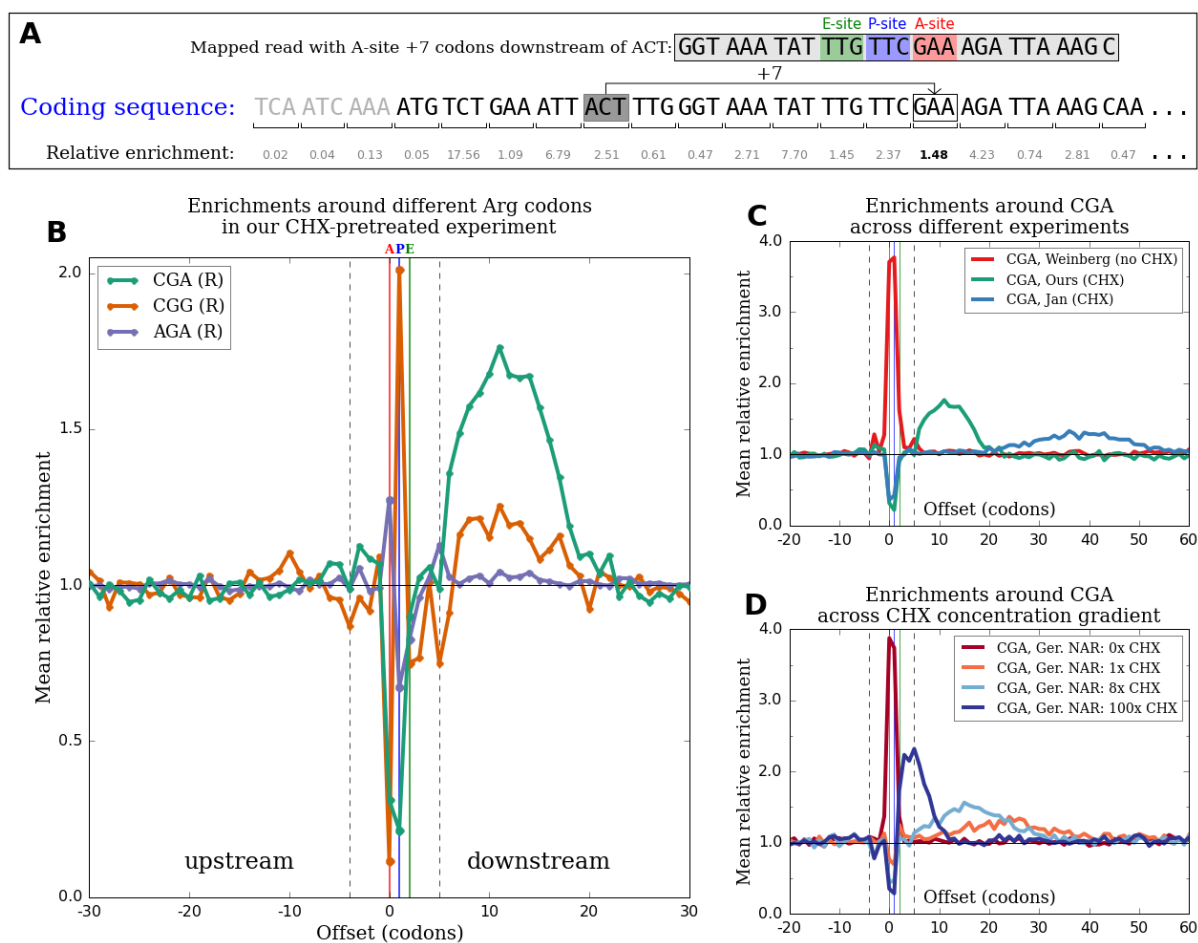 A
E-site P-site A-site
Mapped read with A-site +7 codons downstream of ACT: GGT AAA TAT TTG TTC GAA AGA TTA AAG C
+7
Coding sequence: TCA ATC AAA ATG TCT GAA ATT ACT TTG GGT AAA TAT TTG TTC GAA AGA TTA AAG CAA ...
Relative enrichment: 0.02 0.04 0.13 0.05 17.56 1.09 6.79 2.51 0.61 0.47 2.71 7.70 1.45 2.37 1.48 4.23 0.74 2.81 0.47 ...
B
Enrichments around different Arg codons
in our CHX-pretreated experiment
A P E
CGA (R)
CGG (R)
AGA (R)
Mean relative enrichment
2.0
1.5
1.0
0.5
0.0
upstream downstream
-30 -20 -10 0 10 20 30
Offset (codons)
C
Enrichments around CGA
across different experiments
CGA, Weinberg (no CHX)
CGA, Ours (CHX)
CGA, Jan (CHX)
Mean relative enrichment
4.0
3.0
2.0
1.0
0.0
Offset (codons)
-20 -10 0 10 20 30 40 50 60
D
Enrichments around CGA
across CHX concentration gradient
CGA, Ger. NAR: 0x CHX
CGA, Ger. NAR: 1x CHX
CGA, Ger. NAR: 8x CHX
CGA, Ger. NAR: 100x CHX
Mean relative enrichment
4.0
3.0
2.0
1.0
0.0
Offset (codons)
-20 -10 0 10 20 30 40 50 60